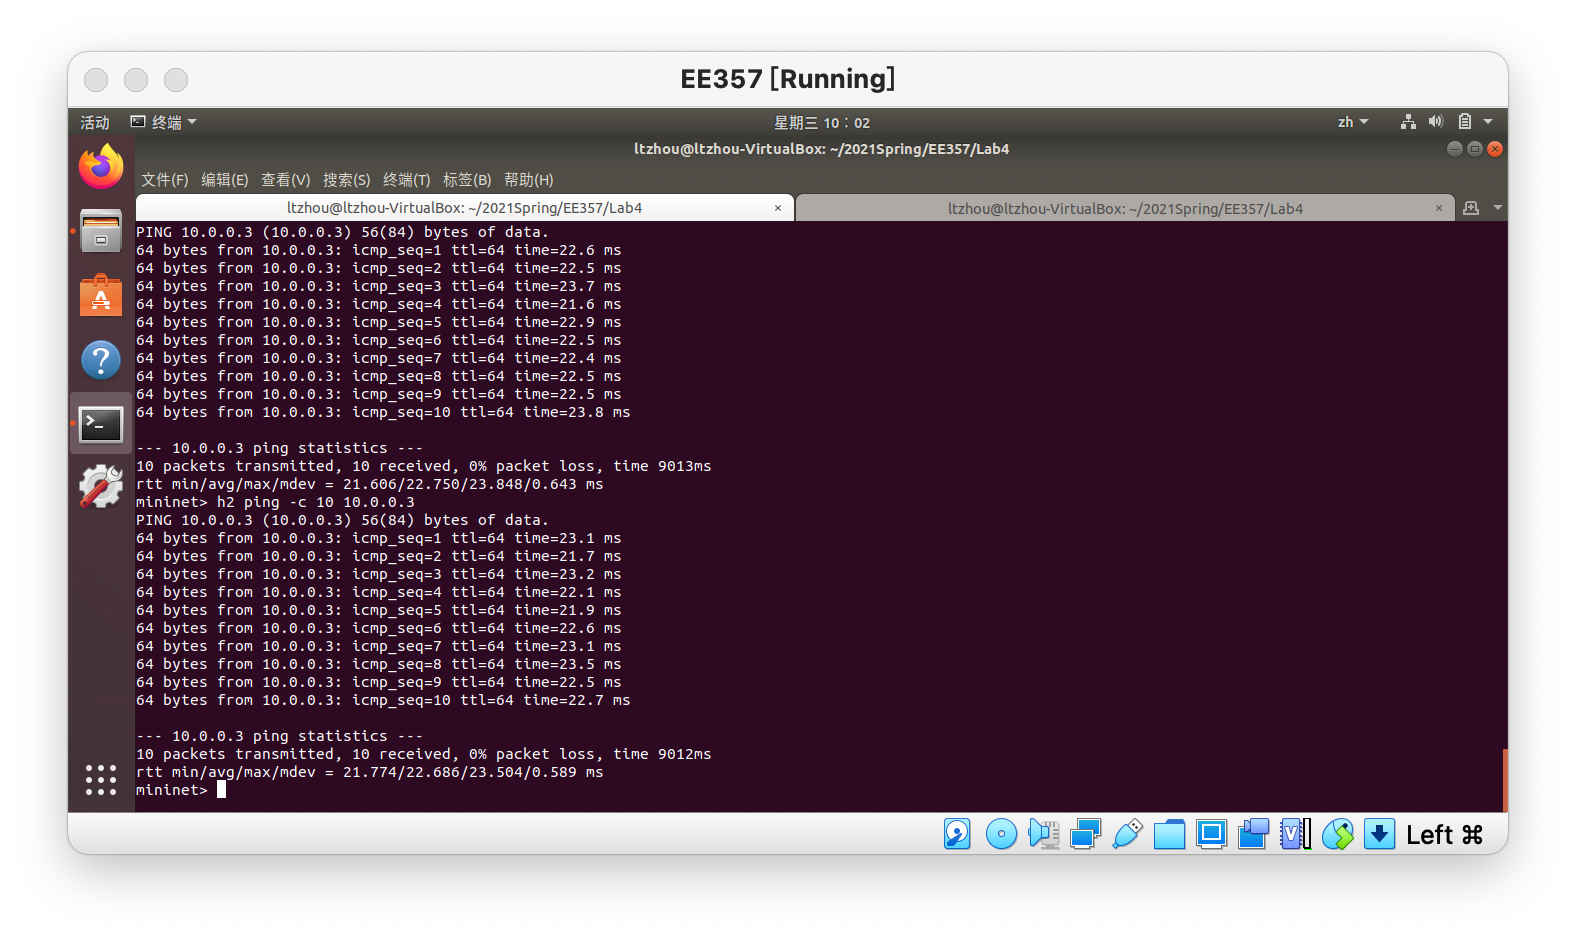 EE357 [Running]
活动 终端 星期三 10：02 zh
ltzhou@ltzhou-VirtualBox: ~/2021Spring/EE357/Lab4
文件(F) 编辑(E) 查看(V) 搜索(S) 终端(T) 标签(B) 帮助(H)
ltzhou@ltzhou-VirtualBox: ~/2021Spring/EE357/Lab4 × ltzhou@ltzhou-VirtualBox: ~/2021Spring/EE357/Lab4 ×
PING 10.0.0.3 (10.0.0.3) 56(84) bytes of data.
64 bytes from 10.0.0.3: icmp_seq=1 ttl=64 time=22.6 ms
64 bytes from 10.0.0.3: icmp_seq=2 ttl=64 time=22.5 ms
64 bytes from 10.0.0.3: icmp_seq=3 ttl=64 time=23.7 ms
64 bytes from 10.0.0.3: icmp_seq=4 ttl=64 time=21.6 ms
64 bytes from 10.0.0.3: icmp_seq=5 ttl=64 time=22.9 ms
64 bytes from 10.0.0.3: icmp_seq=6 ttl=64 time=22.5 ms
64 bytes from 10.0.0.3: icmp_seq=7 ttl=64 time=22.4 ms
64 bytes from 10.0.0.3: icmp_seq=8 ttl=64 time=22.5 ms
64 bytes from 10.0.0.3: icmp_seq=9 ttl=64 time=22.5 ms
64 bytes from 10.0.0.3: icmp_seq=10 ttl=64 time=23.8 ms
--- 10.0.0.3 ping statistics ---
10 packets transmitted, 10 received, 0% packet loss, time 9013ms
rtt min/avg/max/mdev = 21.606/22.750/23.848/0.643 ms
mininet> h2 ping -c 10 10.0.0.3
PING 10.0.0.3 (10.0.0.3) 56(84) bytes of data.
64 bytes from 10.0.0.3: icmp_seq=1 ttl=64 time=23.1 ms
64 bytes from 10.0.0.3: icmp_seq=2 ttl=64 time=21.7 ms
64 bytes from 10.0.0.3: icmp_seq=3 ttl=64 time=23.2 ms
64 bytes from 10.0.0.3: icmp_seq=4 ttl=64 time=22.1 ms
64 bytes from 10.0.0.3: icmp_seq=5 ttl=64 time=21.9 ms
64 bytes from 10.0.0.3: icmp_seq=6 ttl=64 time=22.6 ms
64 bytes from 10.0.0.3: icmp_seq=7 ttl=64 time=23.1 ms
64 bytes from 10.0.0.3: icmp_seq=8 ttl=64 time=23.5 ms
64 bytes from 10.0.0.3: icmp_seq=9 ttl=64 time=22.5 ms
64 bytes from 10.0.0.3: icmp_seq=10 ttl=64 time=22.7 ms
--- 10.0.0.3 ping statistics ---
10 packets transmitted, 10 received, 0% packet loss, time 9012ms
rtt min/avg/max/mdev = 21.774/22.686/23.504/0.589 ms
mininet>
Left ⌘